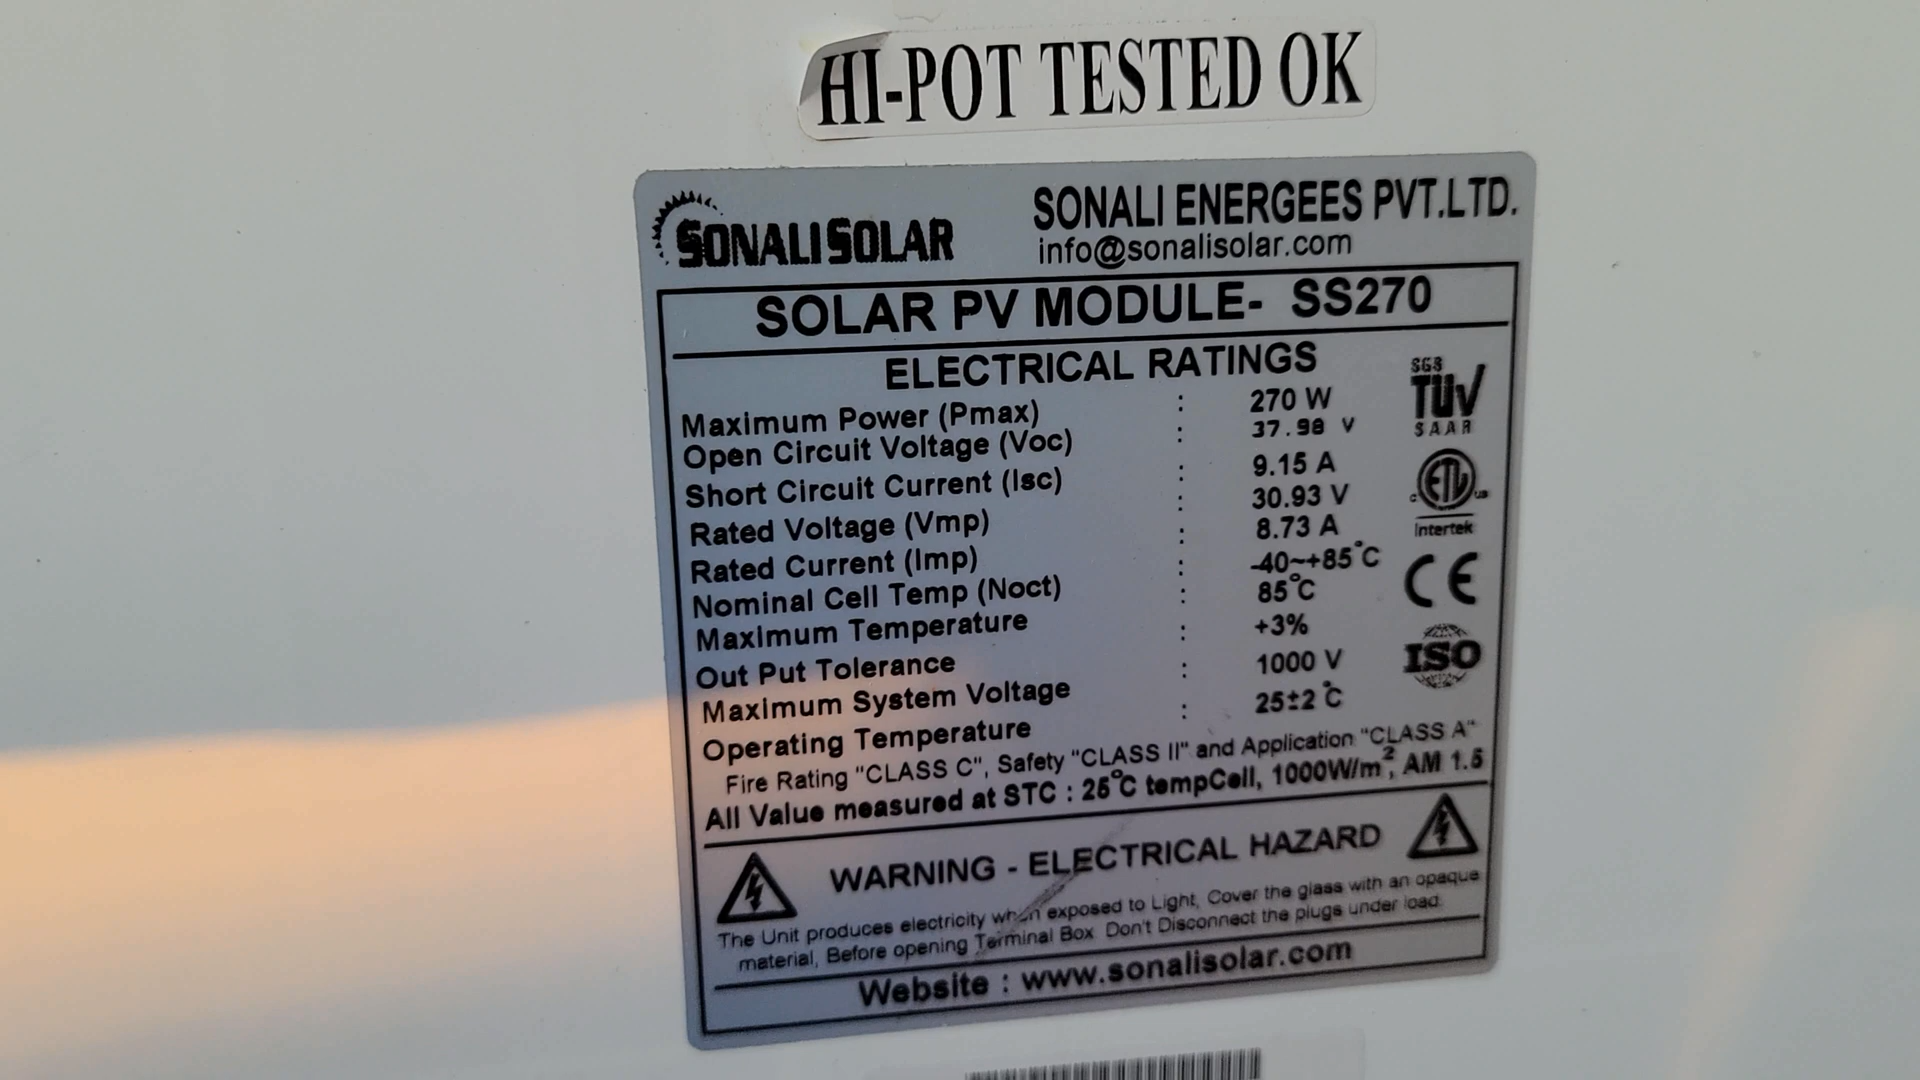 HI-POT TESTED OK
SONALISOLAR
SONALI ENERGEES PVT.LTD.
info@sonalisolar.com
SOLAR PV MODULE- SS270
ELECTRICAL RATINGS
Maximum Power (Pmax) : 270 W
Open Circuit Voltage (Voc) : 37.98 V
Short Circuit Current (Isc) : 9.15 A
Rated Voltage (Vmp) : 30.93 V
Rated Current (Imp) : 8.73 A
Nominal Cell Temp (Noct) : -40~+85°C
Maximum Temperature : 85°C
Out Put Tolerance : +3%
Maximum System Voltage : 1000 V
Operating Temperature : 25±2°C
SGS
TÜV
SAAR
c ETL us
Intertek
CE
ISO
Fire Rating "CLASS C", Safety "CLASS II" and Application "CLASS A"
All Value measured at STC : 25°C tempCell, 1000W/m², AM 1.5
WARNING - ELECTRICAL HAZARD
The Unit produces electricity when exposed to Light, Cover the glass with an opaque
material, Before opening Terminal Box. Don't Disconnect the plugs under load.
Website : www.sonalisolar.com